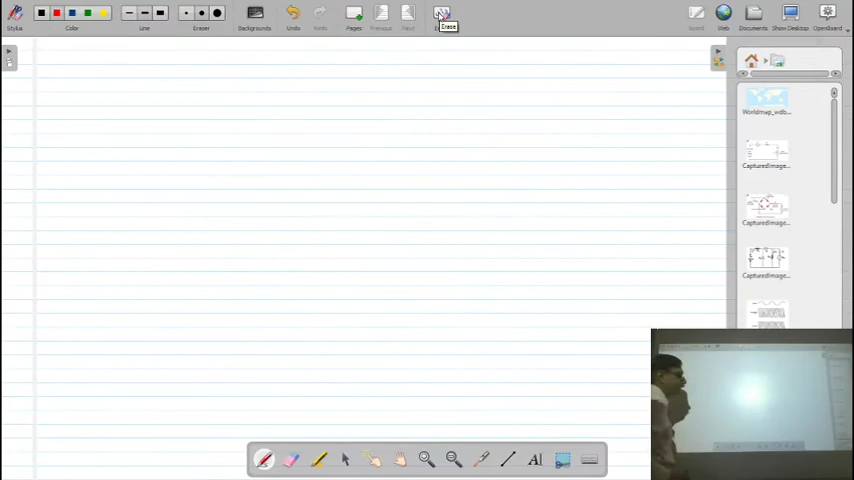 Stylus
Color
Line
Eraser
Backgrounds
Undo
Redo
Pages
Previous
Next
Erase
Board
Web
Documents
Show Desktop
OpenBoard
Worldmap_wdb...
CapturedImage...
CapturedImage...
CapturedImage...